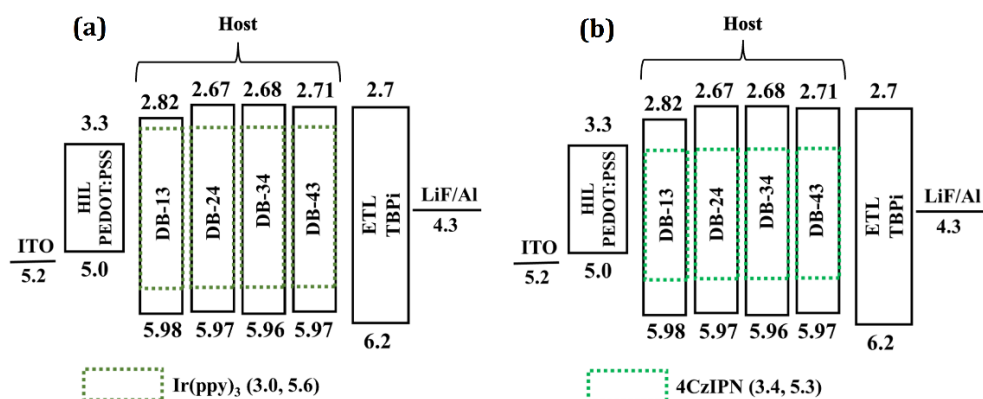 (a)
Host
2.82
2.67
2.68
2.71
2.7
3.3
HIL
PEDOT:PSS
DB-13
DB-24
DB-34
DB-43
ETL
TBPi
LiF/Al
4.3
ITO
5.2
5.0
5.98
5.97
5.96
5.97
6.2
Ir(ppy)₃ (3.0, 5.6)
(b)
Host
2.82
2.67
2.68
2.71
2.7
3.3
HIL
PEDOT:PSS
DB-13
DB-24
DB-34
DB-43
ETL
TBPi
LiF/Al
4.3
ITO
5.2
5.0
5.98
5.97
5.96
5.97
6.2
4CzIPN (3.4, 5.3)